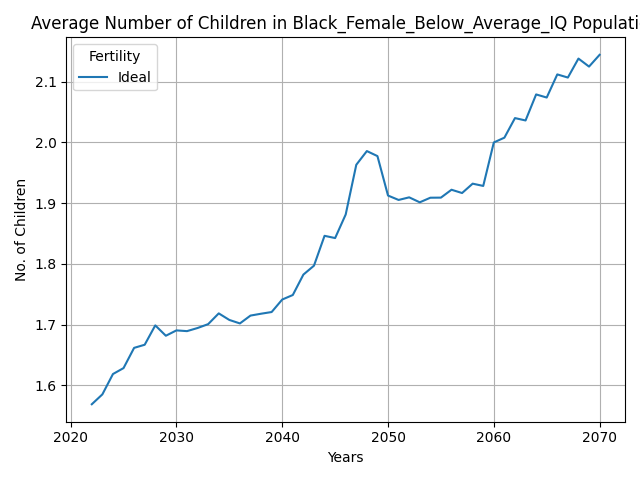 Average Number of Children in Black_Female_Below_Average_IQ Populati
Fertility
Ideal
No. of Children
2.1
2.0
1.9
1.8
1.7
1.6
2020 2030 2040 2050 2060 2070
Years